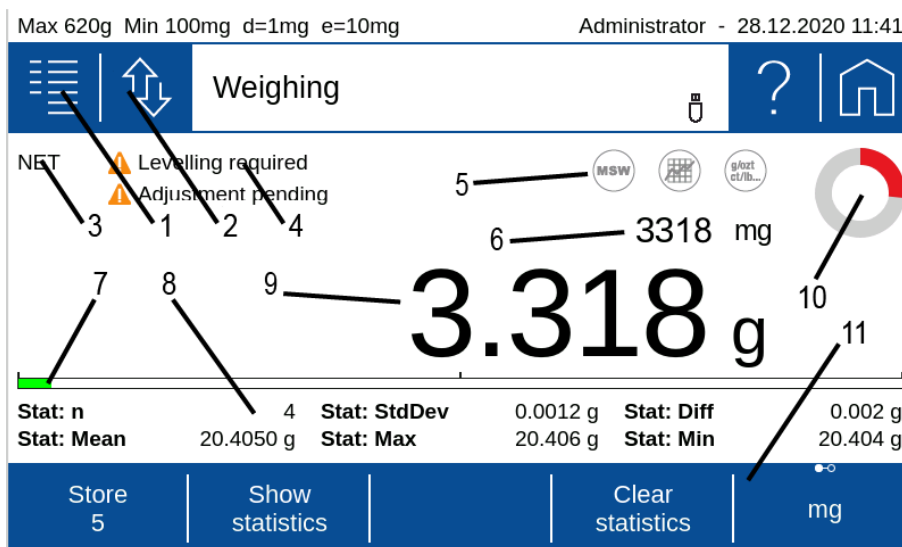 Max 620g Min 100mg d=1mg e=10mg Administrator - 28.12.2020 11:41
Weighing
?
NET Levelling required
Adjustment pending
MSW g/ozt
ct/lb...
5
3 1 2 4
6 3318 mg
7 8 9 3.318 g
10
11
Stat: n 4 Stat: StdDev 0.0012 g Stat: Diff 0.002 g
Stat: Mean 20.4050 g Stat: Max 20.406 g Stat: Min 20.404 g
Store
5
Show
statistics
Clear
statistics
mg